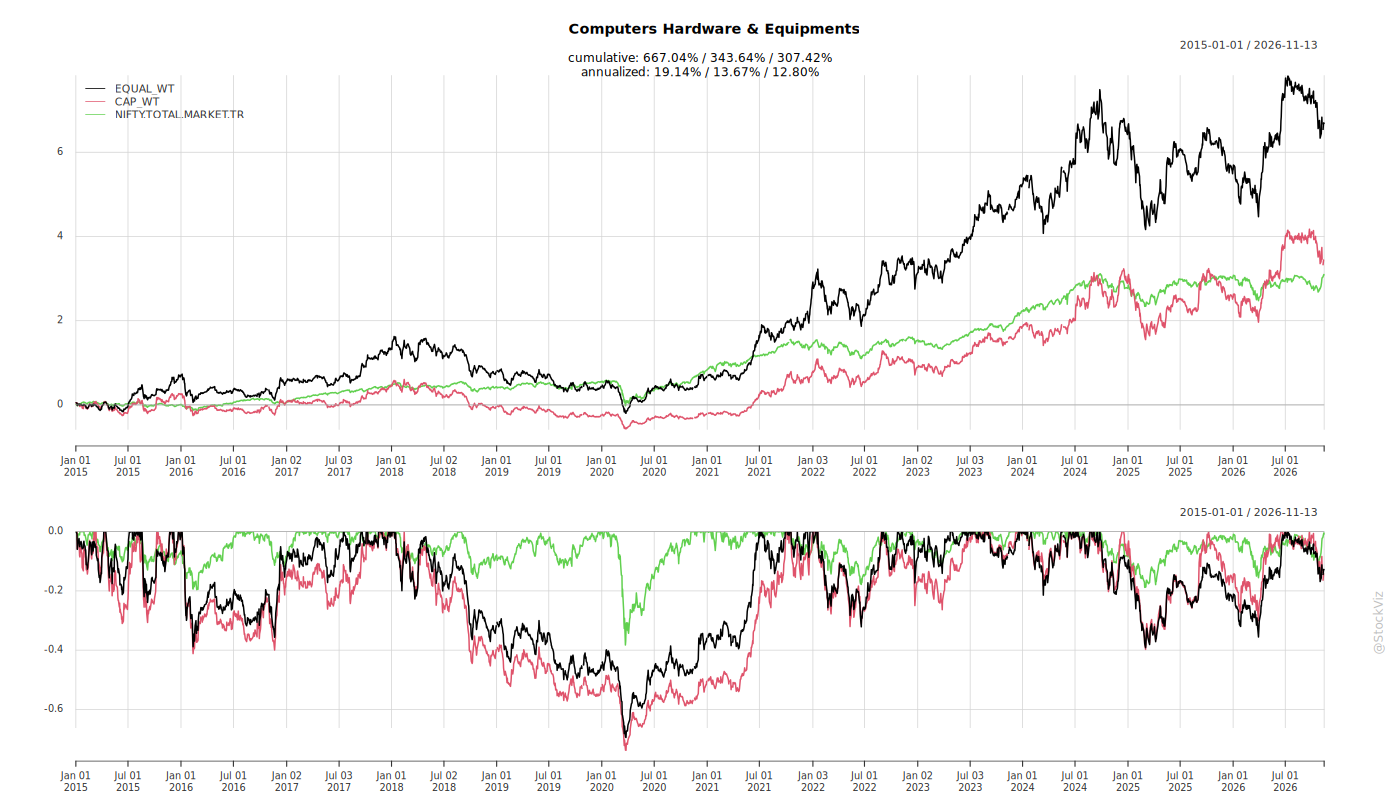 Computers Hardware & Equipments
2015-01-01 / 2026-11-13
cumulative: 667.04% / 343.64% / 307.42%
annualized: 19.14% / 13.67% / 12.80%
EQUAL_WT
CAP_WT
NIFTY.TOTAL.MARKET.TR
6
4
2
0
Jan 01 Jul 01 Jan 01 Jul 01 Jan 02 Jul 03 Jan 01 Jul 02 Jan 01 Jul 01 Jan 01 Jul 01 Jan 01 Jul 01 Jan 03 Jul 01 Jan 02 Jul 03 Jan 01 Jul 01 Jan 01 Jul 01 Jan 01 Jul 01
2015 2015 2016 2016 2017 2017 2018 2018 2019 2019 2020 2020 2021 2021 2022 2022 2023 2023 2024 2024 2025 2025 2026 2026
2015-01-01 / 2026-11-13
0.0
-0.2
-0.4
-0.6
Jan 01 Jul 01 Jan 01 Jul 01 Jan 02 Jul 03 Jan 01 Jul 02 Jan 01 Jul 01 Jan 01 Jul 01 Jan 01 Jul 01 Jan 03 Jul 01 Jan 02 Jul 03 Jan 01 Jul 01 Jan 01 Jul 01 Jan 01 Jul 01
2015 2015 2016 2016 2017 2017 2018 2018 2019 2019 2020 2020 2021 2021 2022 2022 2023 2023 2024 2024 2025 2025 2026 2026
@StockViz